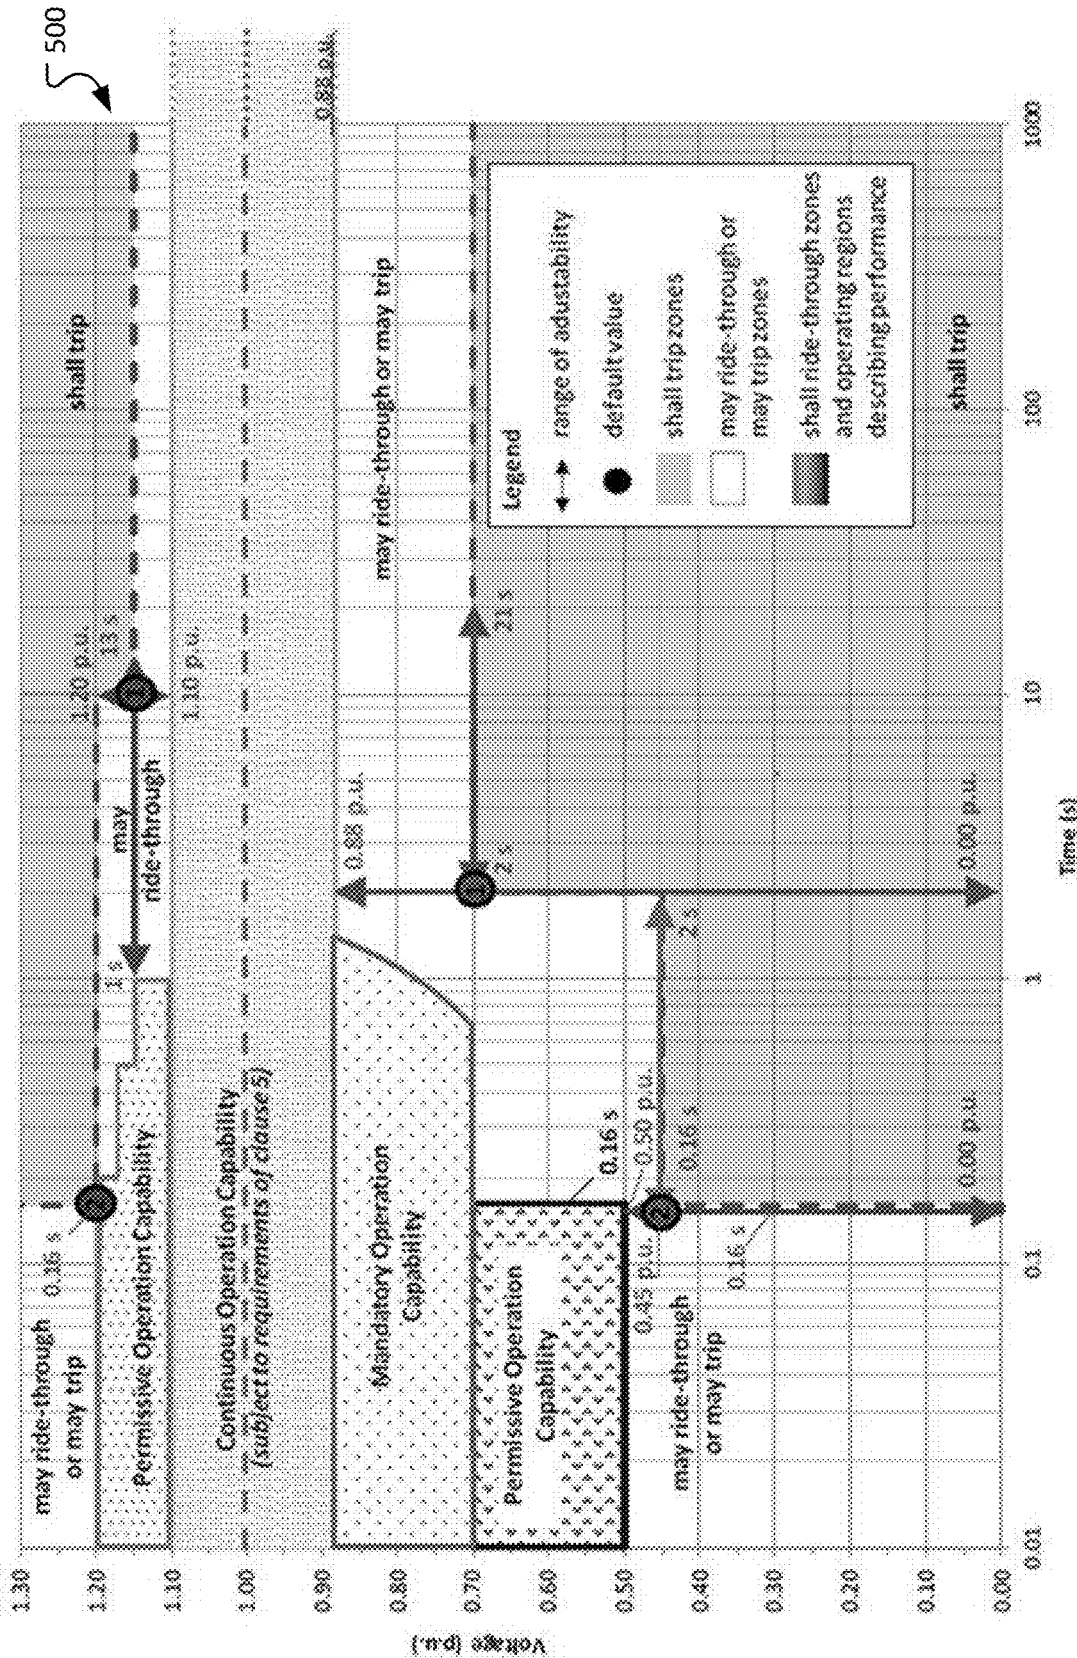 500
1.30
1.20
1.10
1.00
0.90
0.80
0.70
0.60
0.50
0.40
0.30
0.20
0.10
0.00
Voltage (p.u.)
0.01
0.1
1
10
100
1000
Time (s)
may ride-through
or may trip
0.16 s
2
shall trip
1.20 p.u.
13 s
1
1.10 p.u.
may
ride-through
1 s
Permissive Operation Capability
Continuous Operation Capability
(subject to requirements of clause 5)
0.88 p.u.
0.88 p.u.
may ride-through or may trip
Mandatory Operation
Capability
2 s
21 s
Permissive Operation
Capability
0.16 s
0.50 p.u.
0.45 p.u.
2
0.16 s
2 s
may ride-through
or may trip
0.16 s
0.00 p.u.
0.00 p.u.
shall trip
Legend
range of adustability
default value
shall trip zones
may ride-through or
may trip zones
shall ride-through zones
and operating regions
describing performance